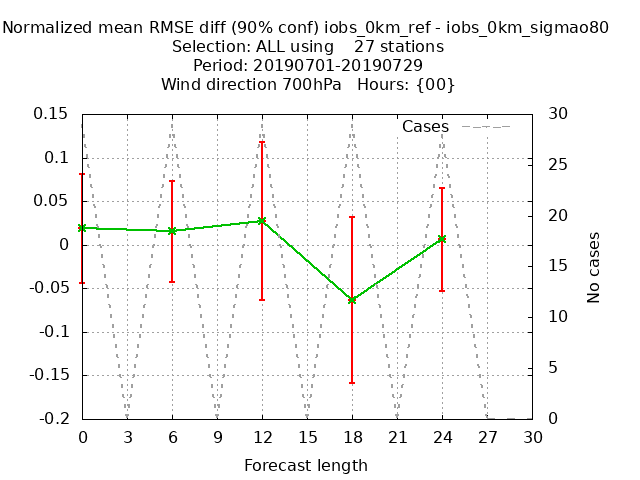 Normalized mean RMSE diff (90% conf) iobs_0km_ref - iobs_0km_sigmao80
Selection: ALL using    27 stations
Period: 20190701-20190729
Wind direction 700hPa   Hours: {00}
Cases
0.15
0.1
0.05
0
-0.05
-0.1
-0.15
-0.2
30
25
20
15
10
5
0
No cases
0 3 6 9 12 15 18 21 24 27 30
Forecast length